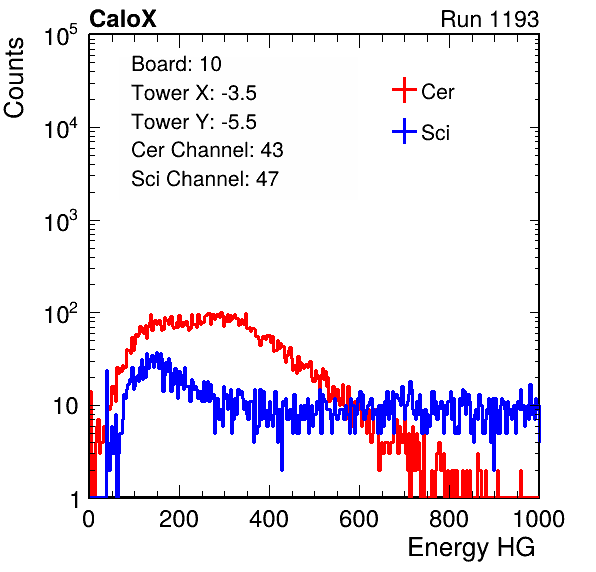 CaloX Run 1193
Counts
Board: 10
Tower X: -3.5
Tower Y: -5.5
Cer Channel: 43
Sci Channel: 47
Cer
Sci
10^5
10^4
10^3
10^2
10
1
0 200 400 600 800 1000
Energy HG